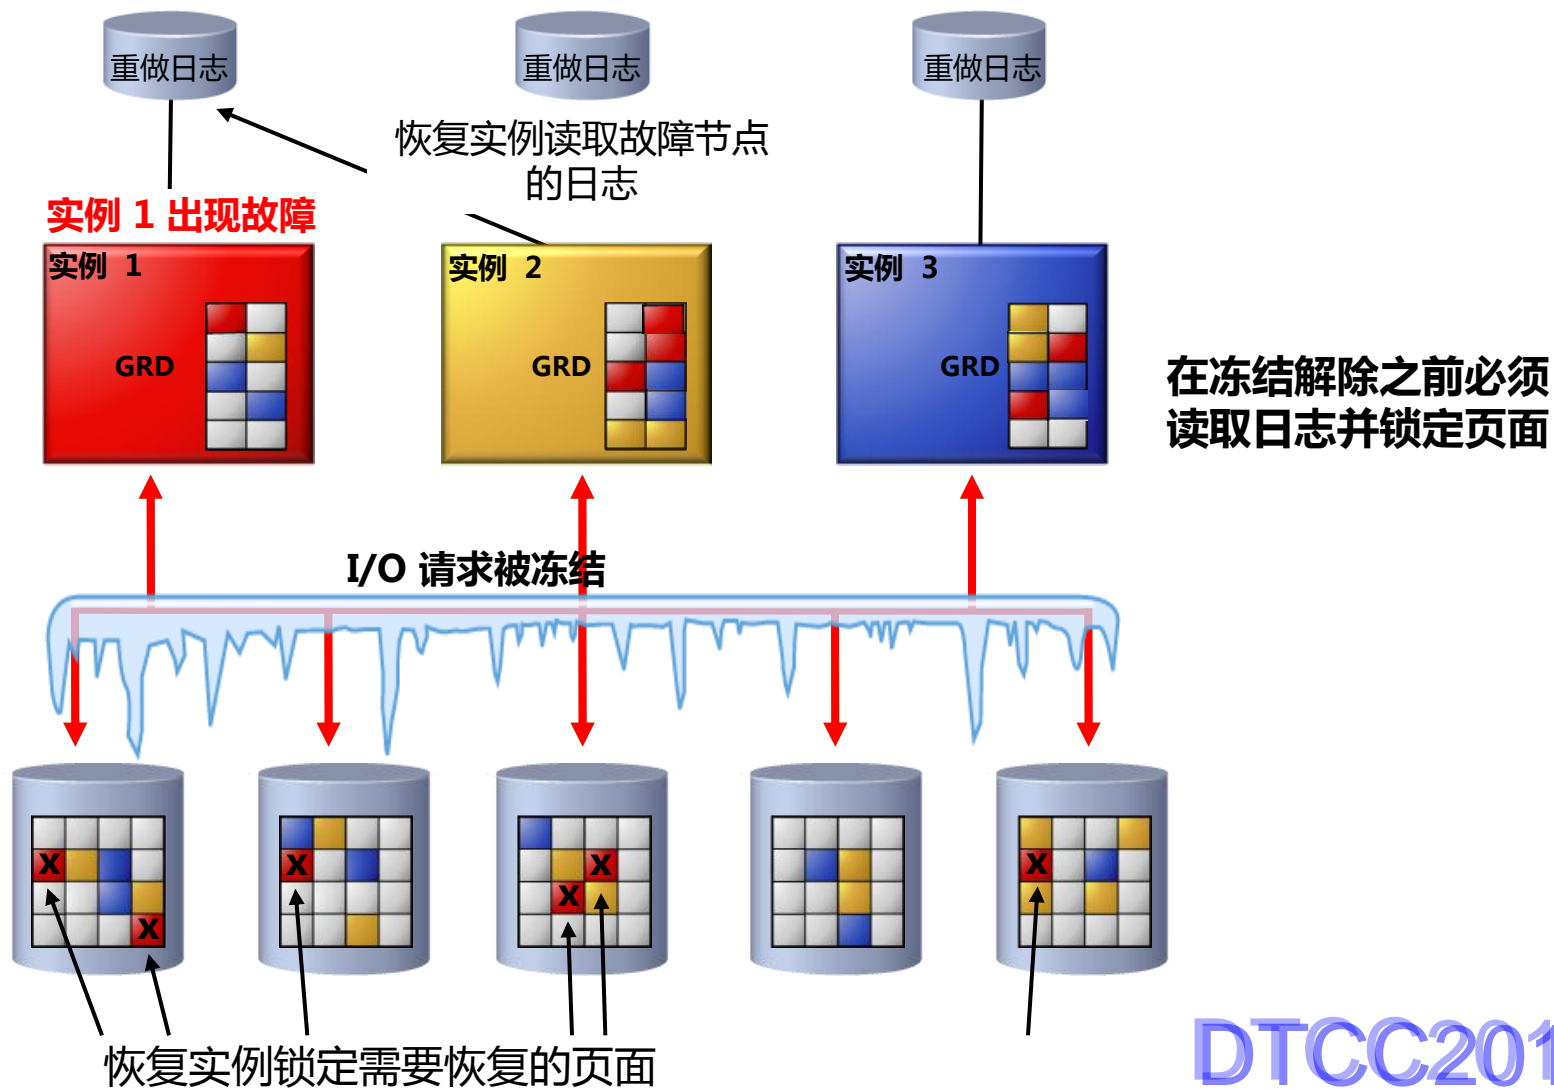 重做日志
重做日志
重做日志
恢复实例读取故障节点
的日志
实例 1 出现故障
实例 1
实例 2
实例 3
GRD
GRD
GRD
在冻结解除之前必须
读取日志并锁定页面
I/O 请求被冻结
X
X
X
X
X
X
恢复实例锁定需要恢复的页面
DTCC201